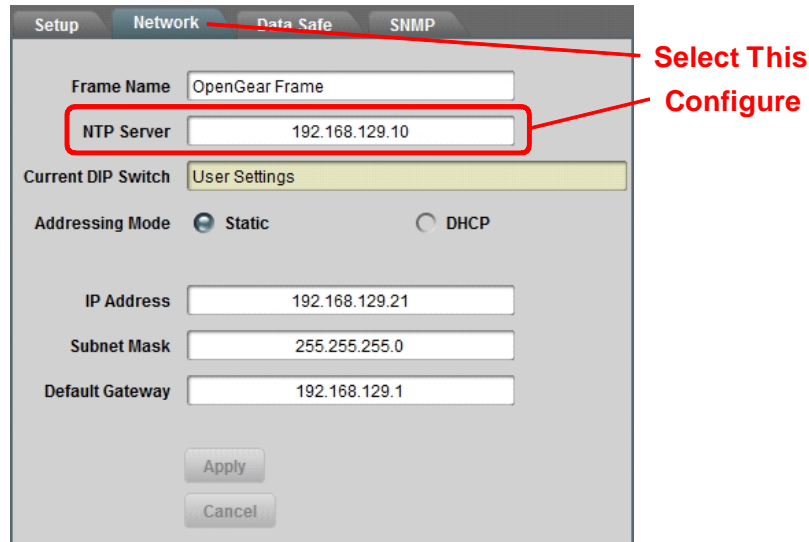 Setup Network Data Safe SNMP
Select This
Frame Name OpenGear Frame
Configure
NTP Server 192.168.129.10
Current DIP Switch User Settings
Addressing Mode Static DHCP
IP Address 192.168.129.21
Subnet Mask 255.255.255.0
Default Gateway 192.168.129.1
Apply
Cancel